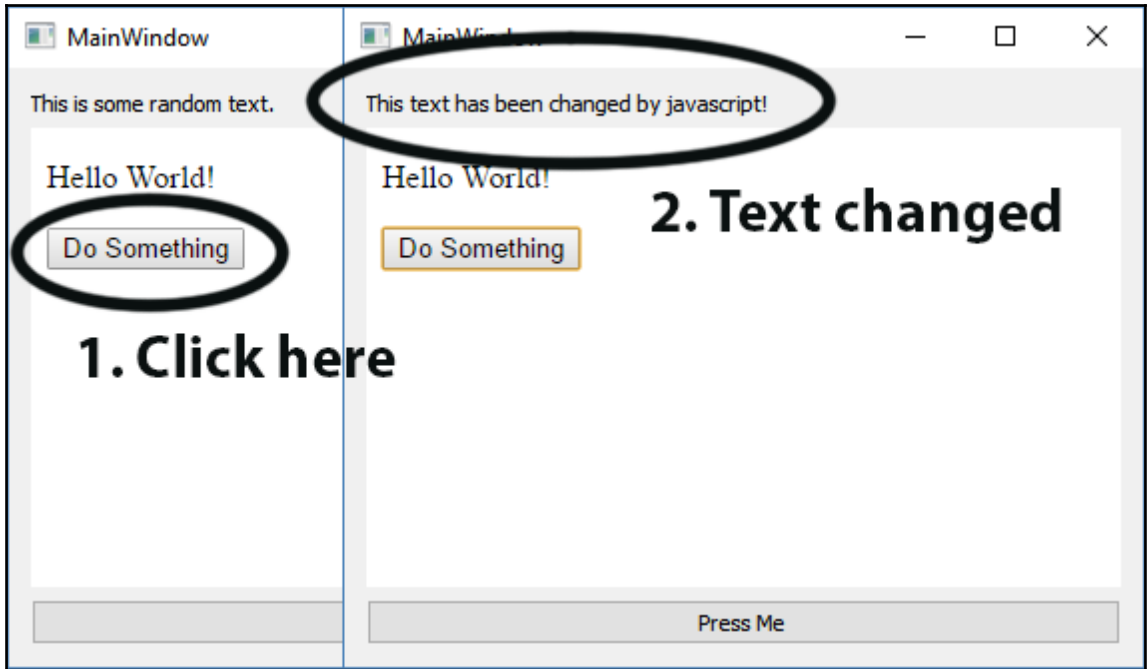 MainWindow
This is some random text.
Hello World!
Do Something
1. Click here
MainWindow
This text has been changed by javascript!
Hello World!
Do Something
2. Text changed
Press Me